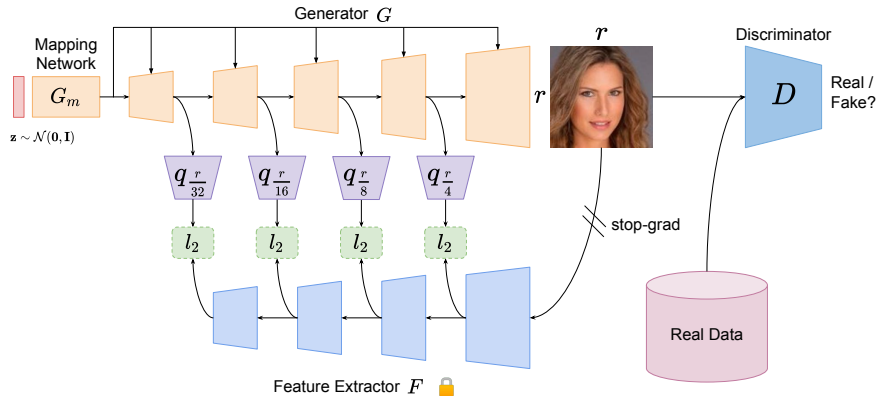 Generator G
Mapping
Network
G_m
z ∼ N(0, I)
r
r
Discriminator
D
Real /
Fake?
q_{r/32}
q_{r/16}
q_{r/8}
q_{r/4}
l_2
l_2
l_2
l_2
stop-grad
Real Data
Feature Extractor F